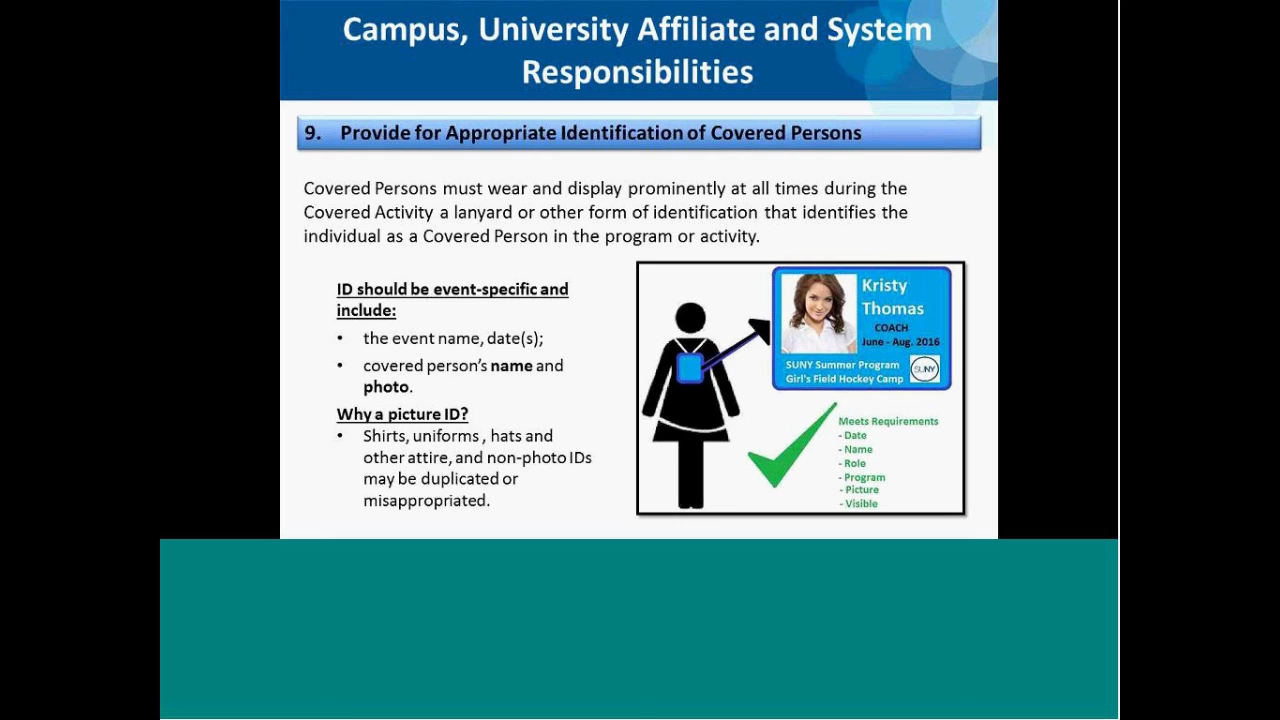 Campus, University Affiliate and System
Responsibilities
9. Provide for Appropriate Identification of Covered Persons
Covered Persons must wear and display prominently at all times during the
Covered Activity a lanyard or other form of identification that identifies the
individual as a Covered Person in the program or activity.
ID should be event-specific and
include:
• the event name, date(s);
• covered person's name and
photo.
Why a picture ID?
• Shirts, uniforms , hats and
other attire, and non-photo IDs
may be duplicated or
misappropriated.
Kristy
Thomas
COACH
June - Aug. 2016
SUNY Summer Program
Girl's Field Hockey Camp
SUNY
Meets Requirements
- Date
- Name
- Role
- Program
- Picture
- Visible